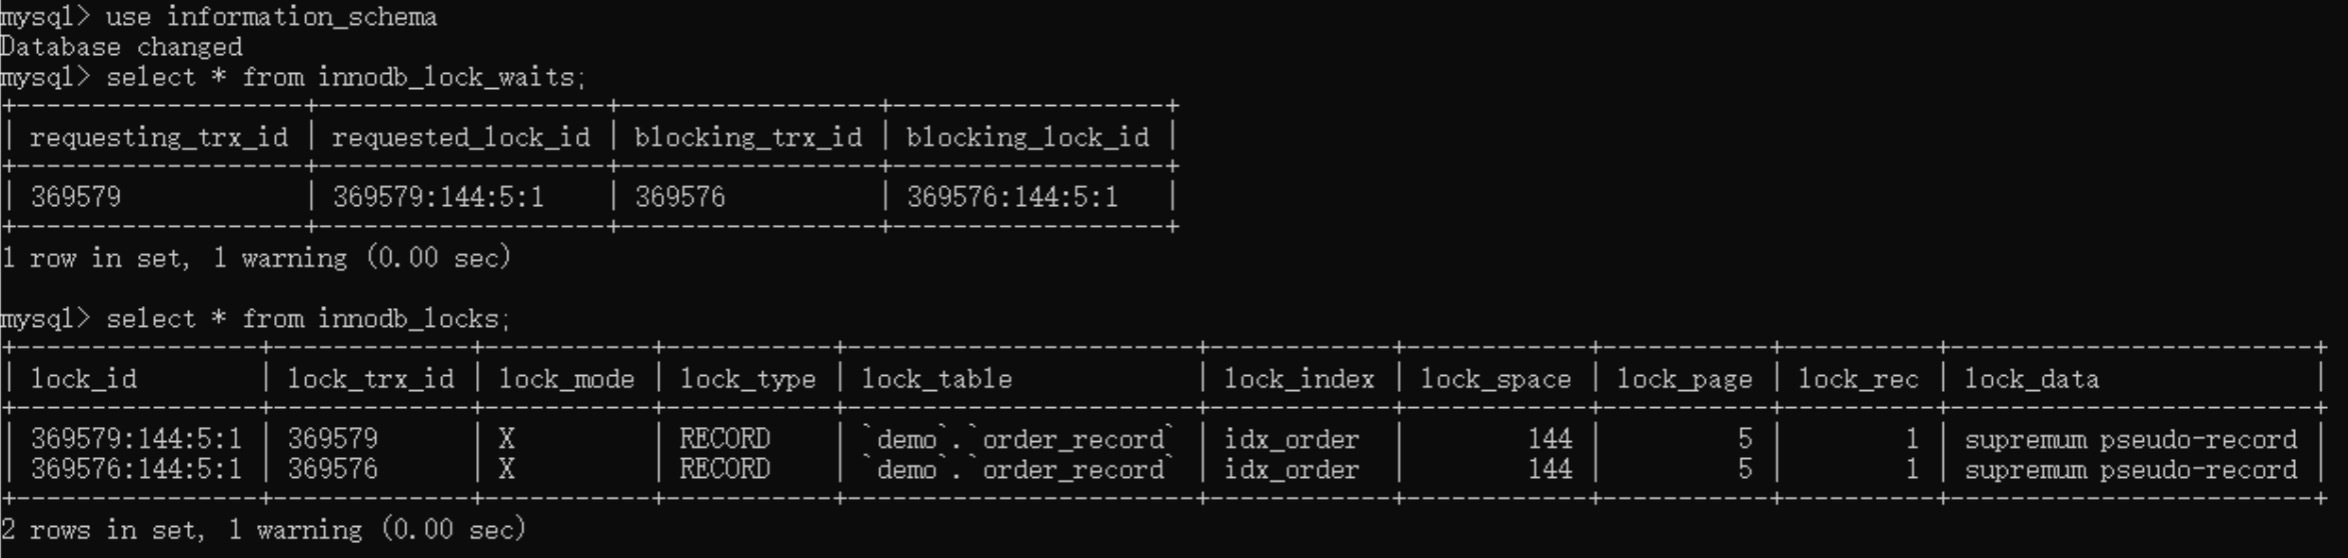 mysql> use information_schema
Database changed
mysql> select * from innodb_lock_waits;
+-------------------+-------------------+-----------------+------------------+
| requesting_trx_id | requested_lock_id | blocking_trx_id | blocking_lock_id |
+-------------------+-------------------+-----------------+------------------+
| 369579            | 369579:144:5:1    | 369576          | 369576:144:5:1   |
+-------------------+-------------------+-----------------+------------------+
1 row in set, 1 warning (0.00 sec)

mysql> select * from innodb_locks;
+----------------+-------------+-----------+-----------+-----------------------+------------+------------+-----------+----------+------------------------+
| lock_id        | lock_trx_id | lock_mode | lock_type | lock_table            | lock_index | lock_space | lock_page | lock_rec | lock_data              |
+----------------+-------------+-----------+-----------+-----------------------+------------+------------+-----------+----------+------------------------+
| 369579:144:5:1 | 369579      | X         | RECORD    | `demo`.`order_record` | idx_order  |        144 |         5 |        1 | supremum pseudo-record |
| 369576:144:5:1 | 369576      | X         | RECORD    | `demo`.`order_record` | idx_order  |        144 |         5 |        1 | supremum pseudo-record |
+----------------+-------------+-----------+-----------+-----------------------+------------+------------+-----------+----------+------------------------+
2 rows in set, 1 warning (0.00 sec)